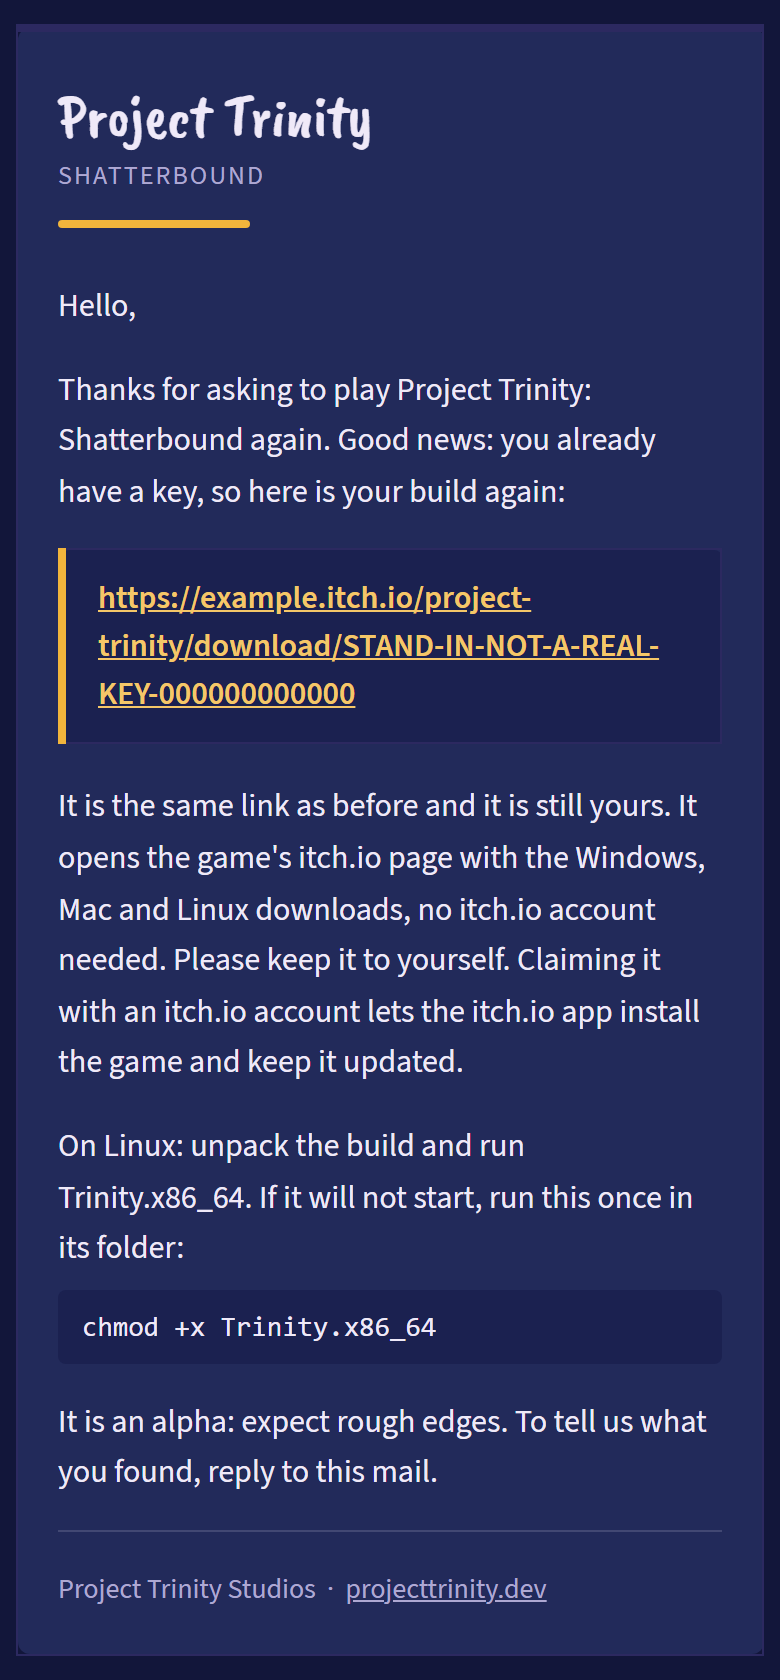 Project Trinity
SHATTERBOUND
Hello,
Thanks for asking to play Project Trinity:
Shatterbound again. Good news: you already
have a key, so here is your build again:
https://example.itch.io/project-
trinity/download/STAND-IN-NOT-A-REAL-
KEY-000000000000
It is the same link as before and it is still yours. It
opens the game's itch.io page with the Windows,
Mac and Linux downloads, no itch.io account
needed. Please keep it to yourself. Claiming it
with an itch.io account lets the itch.io app install
the game and keep it updated.
On Linux: unpack the build and run
Trinity.x86_64. If it will not start, run this once in
its folder:
chmod +x Trinity.x86_64
It is an alpha: expect rough edges. To tell us what
you found, reply to this mail.
Project Trinity Studios · projecttrinity.dev